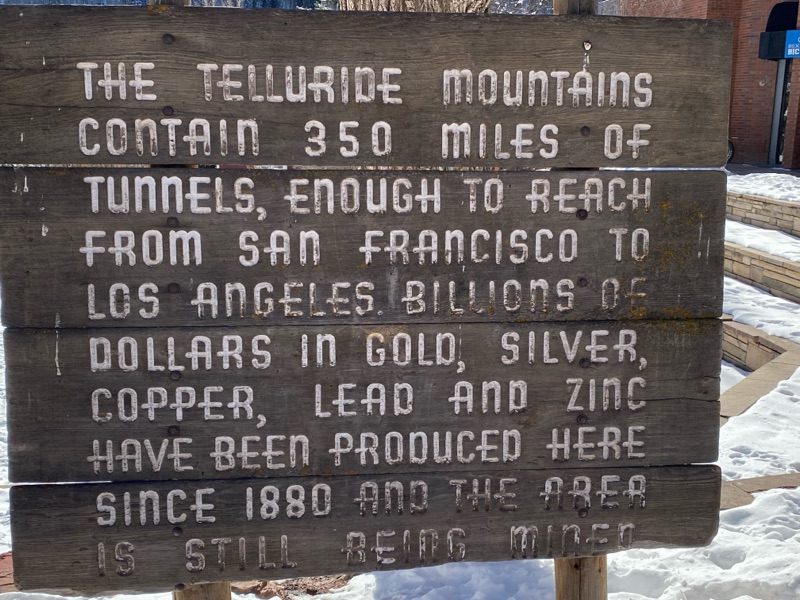 THE TELLURIDE MOUNTAINS
CONTAIN 350 MILES OF
TUNNELS, ENOUGH TO REACH
FROM SAN FRANCISCO TO
LOS ANGELES. BILLIONS OF
DOLLARS IN GOLD, SILVER,
COPPER, LEAD AND ZINC
HAVE BEEN PRODUCED HERE
SINCE 1880 AND THE AREA
IS STILL BEING MINED